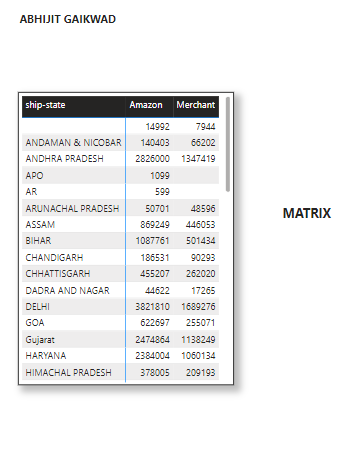 ABHIJIT GAIKWAD
ship-state Amazon Merchant
14992 7944
ANDAMAN & NICOBAR 140403 66202
ANDHRA PRADESH 2826000 1347419
APO 1099
AR 599
ARUNACHAL PRADESH 50701 48596
ASSAM 869249 446053
BIHAR 1087761 501434
CHANDIGARH 186531 90293
CHHATTISGARH 455207 262020
DADRA AND NAGAR 44622 17265
DELHI 3821810 1689276
GOA 622697 255071
Gujarat 2474864 1138249
HARYANA 2384004 1060134
HIMACHAL PRADESH 378005 209193
MATRIX